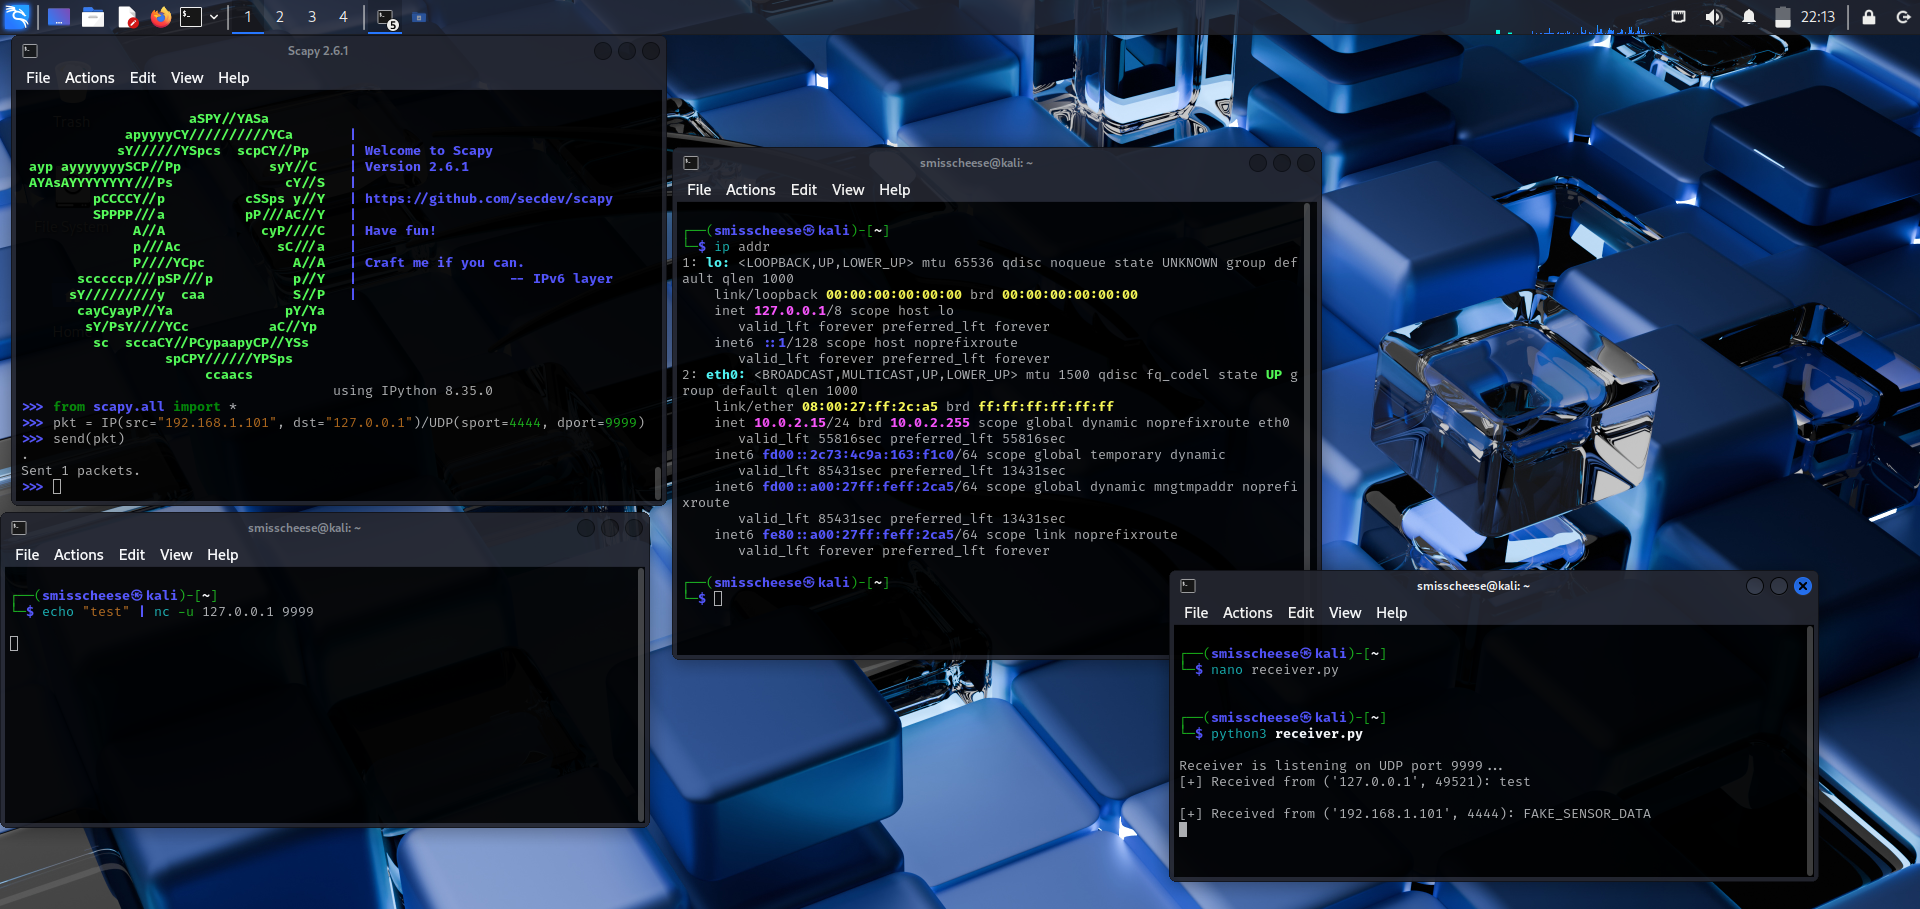 1 2 3 4
5
22:13
Scapy 2.6.1
File Actions Edit View Help
aSPY//YASa
apyyyyCY//////////YCa |
sY//////YSpcs scpCY//Pp | Welcome to Scapy
ayp ayyyyyyySCP//Pp syY//C | Version 2.6.1
AYAsAYYYYYYYY///Ps cY//S |
pCCCCY//p cSSps y//Y | https://github.com/secdev/scapy
SPPPP///a pP///AC//Y |
A//A cyP////C | Have fun!
p///Ac sC///a |
P////YCpc A//A | Craft me if you can.
scccccp///pSP///p p//Y | -- IPv6 layer
sY/////////y caa S//P |
cayCyayP//Ya pY/Ya
sY/PsY////YCc aC//Yp
sc sccaCY//PCypaapyCP//YSs
spCPY//////YPSps
ccaacs
using IPython 8.35.0
>>> from scapy.all import *
>>> pkt = IP(src="192.168.1.101", dst="127.0.0.1")/UDP(sport=4444, dport=9999)
>>> send(pkt)
.
Sent 1 packets.
>>>
Trash
File System
Home
smisscheese@kali: ~
File Actions Edit View Help
┌──(smisscheese㉿kali)-[~]
└─$ echo "test" | nc -u 127.0.0.1 9999
smisscheese@kali: ~
File Actions Edit View Help
┌──(smisscheese㉿kali)-[~]
└─$ ip addr
1: lo: <LOOPBACK,UP,LOWER_UP> mtu 65536 qdisc noqueue state UNKNOWN group def
ault qlen 1000
link/loopback 00:00:00:00:00:00 brd 00:00:00:00:00:00
inet 127.0.0.1/8 scope host lo
valid_lft forever preferred_lft forever
inet6 ::1/128 scope host noprefixroute
valid_lft forever preferred_lft forever
2: eth0: <BROADCAST,MULTICAST,UP,LOWER_UP> mtu 1500 qdisc fq_codel state UP g
roup default qlen 1000
link/ether 08:00:27:ff:2c:a5 brd ff:ff:ff:ff:ff:ff
inet 10.0.2.15/24 brd 10.0.2.255 scope global dynamic noprefixroute eth0
valid_lft 55816sec preferred_lft 55816sec
inet6 fd00::2c73:4c9a:163:f1c0/64 scope global temporary dynamic
valid_lft 85431sec preferred_lft 13431sec
inet6 fd00::a00:27ff:feff:2ca5/64 scope global dynamic mngtmpaddr noprefi
xroute
valid_lft 85431sec preferred_lft 13431sec
inet6 fe80::a00:27ff:feff:2ca5/64 scope link noprefixroute
valid_lft forever preferred_lft forever
┌──(smisscheese㉿kali)-[~]
└─$
smisscheese@kali: ~
File Actions Edit View Help
┌──(smisscheese㉿kali)-[~]
└─$ nano receiver.py
┌──(smisscheese㉿kali)-[~]
└─$ python3 receiver.py
Receiver is listening on UDP port 9999...
[+] Received from ('127.0.0.1', 49521): test
[+] Received from ('192.168.1.101', 4444): FAKE_SENSOR_DATA